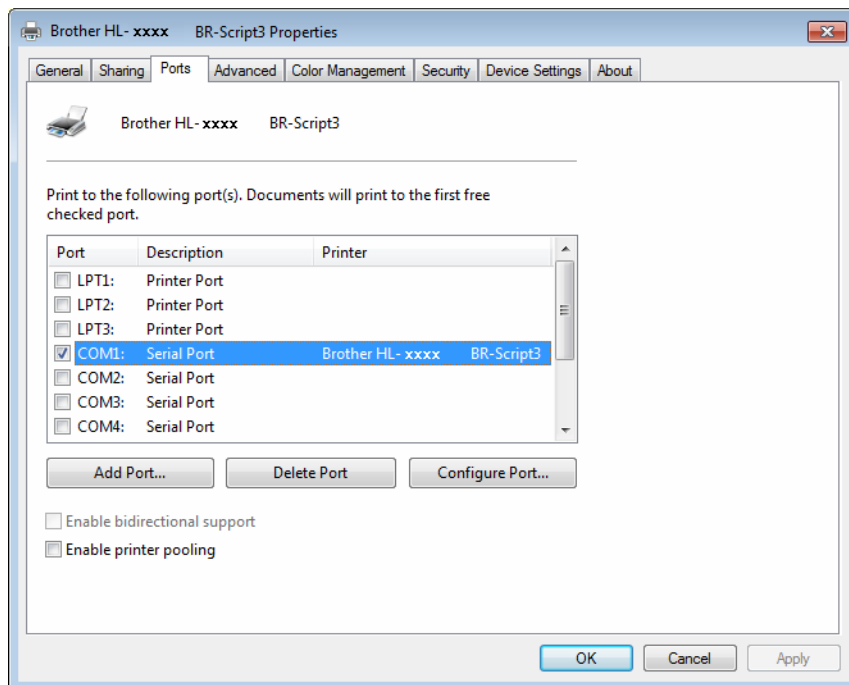 Brother HL- xxxx BR-Script3 Properties
General Sharing Ports Advanced Color Management Security Device Settings About
Brother HL- xxxx BR-Script3
Print to the following port(s). Documents will print to the first free
checked port.
Port Description Printer
LPT1: Printer Port
LPT2: Printer Port
LPT3: Printer Port
COM1: Serial Port Brother HL- xxxx BR-Script3
COM2: Serial Port
COM3: Serial Port
COM4: Serial Port
Add Port... Delete Port Configure Port...
Enable bidirectional support
Enable printer pooling
OK Cancel Apply